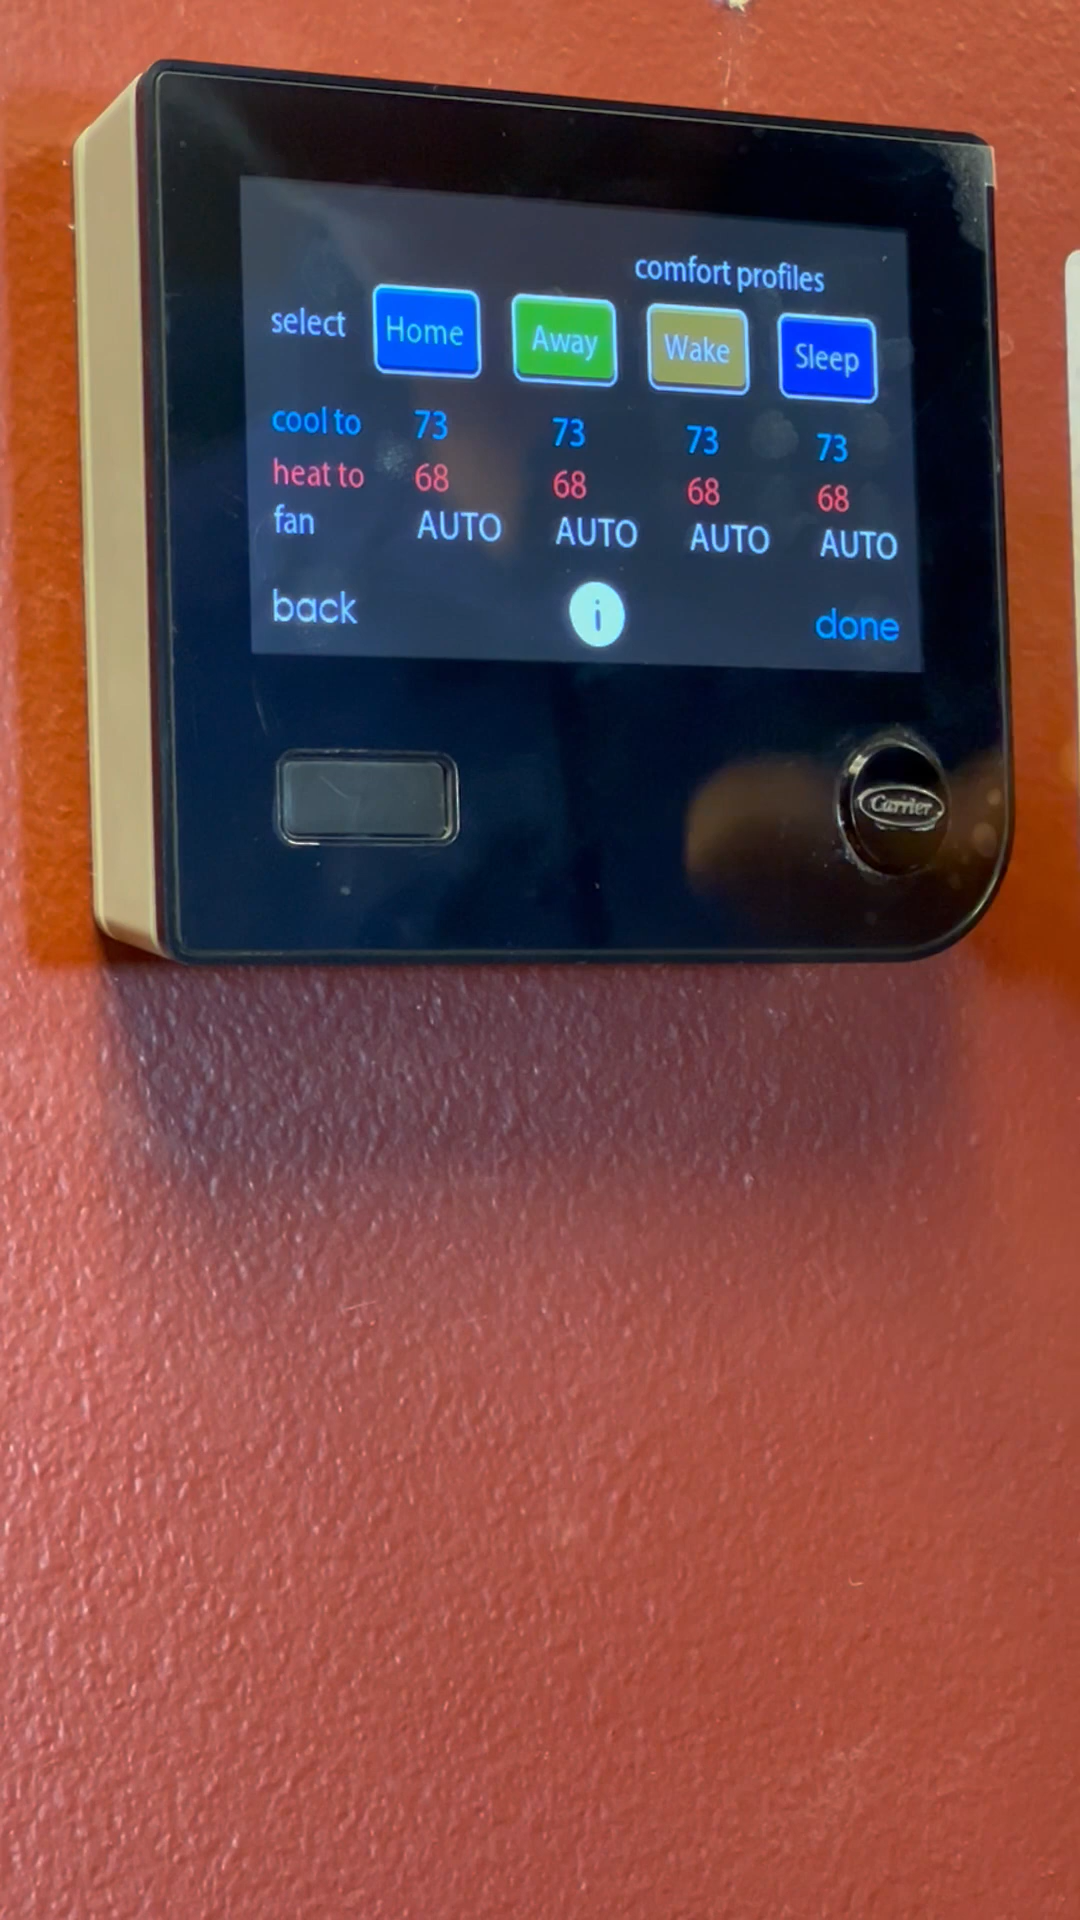 comfort profiles
select Home Away Wake Sleep
cool to 73 73 73 73
heat to 68 68 68 68
fan AUTO AUTO AUTO AUTO
back i done
Carrier